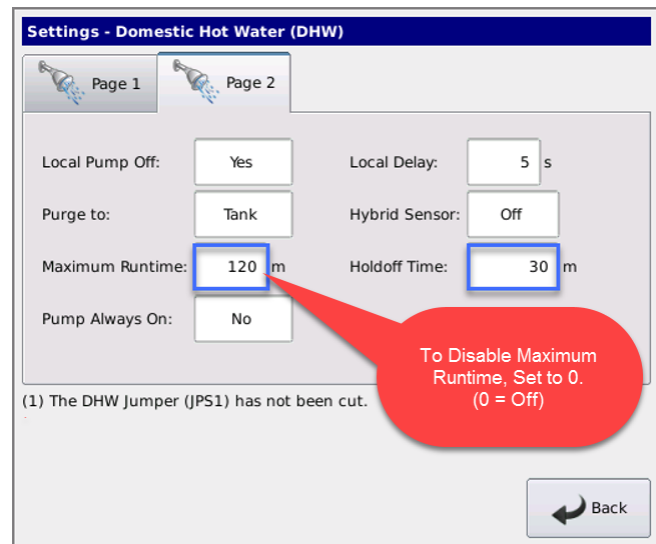 Settings - Domestic Hot Water (DHW)
Page 1
Page 2
Local Pump Off: Yes Local Delay: 5 s
Purge to: Tank Hybrid Sensor: Off
Maximum Runtime: 120 m Holdoff Time: 30 m
Pump Always On: No
To Disable Maximum
Runtime, Set to 0.
(0 = Off)
(1) The DHW Jumper (JPS1) has not been cut.
Back